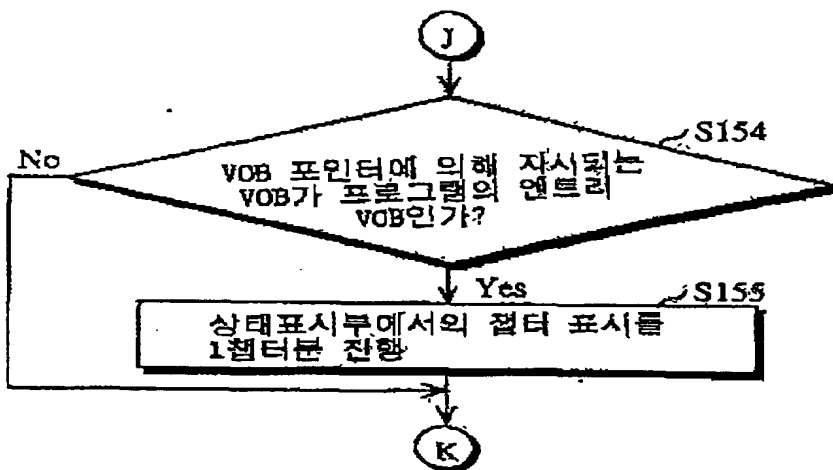 J
S154
No
VOB 포인터에 의해 지시되는
VOB가 프로그램의 엔트리
VOB인가?
Yes
S155
상태표시부에서의 챕터 표시를
1챕터분 진행
K